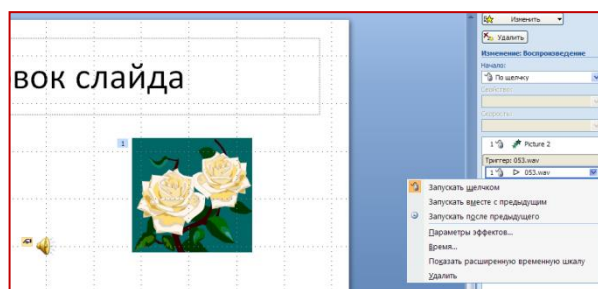 Изменить
Удалить
Изменение: Воспроизведение
Начало:
По щелчку
Свойство:
Скорость:
вок слайда
1
1 Picture 2
Триггер: 053.wav
1 053.wav
Запускать щелчком
Запускать вместе с предыдущим
Запускать после предыдущего
Параметры эффектов...
Время...
Показать расширенную временную шкалу
Удалить